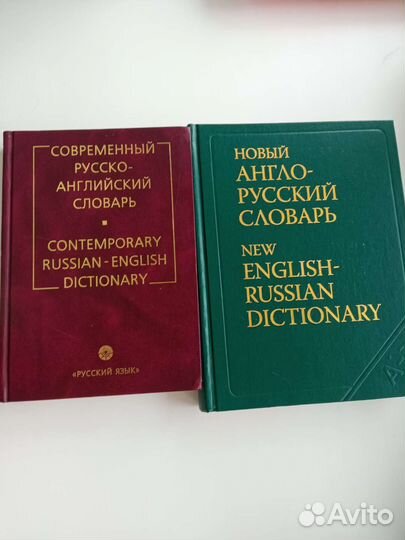 СОВРЕМЕННЫЙ
РУССКО-
АНГЛИЙСКИЙ
СЛОВАРЬ
CONTEMPORARY
RUSSIAN-ENGLISH
DICTIONARY
«РУССКИЙ ЯЗЫК»
НОВЫЙ
АНГЛО-
РУССКИЙ
СЛОВАРЬ
NEW
ENGLISH-
RUSSIAN
DICTIONARY
Avito